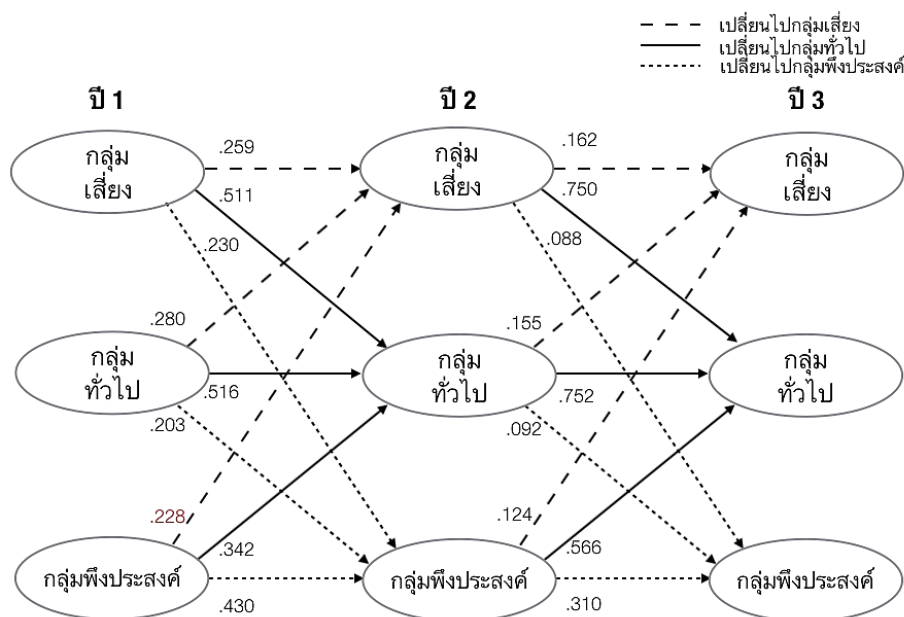 เปลี่ยนไปกลุ่มเสี่ยง
เปลี่ยนไปกลุ่มทั่วไป
เปลี่ยนไปกลุ่มพึงประสงค์
ปี 1
ปี 2
ปี 3
กลุ่ม
เสี่ยง
.259
.511
.230
กลุ่ม
เสี่ยง
.162
.750
.088
กลุ่ม
เสี่ยง
กลุ่ม
ทั่วไป
.280
.516
.203
กลุ่ม
ทั่วไป
.155
.752
.092
กลุ่ม
ทั่วไป
กลุ่มพึงประสงค์
.228
.342
.430
กลุ่มพึงประสงค์
.124
.566
.310
กลุ่มพึงประสงค์